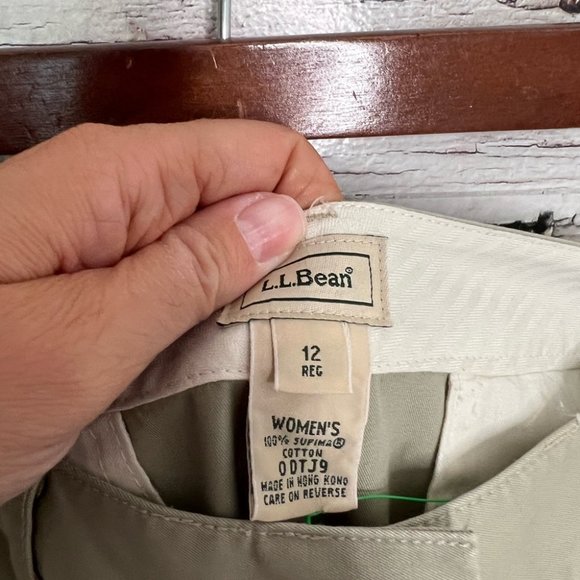 L.L.Bean®
12
REG
WOMEN'S
100% SUPIMA®
COTTON
0DTJ9
MADE IN HONG KONG
CARE ON REVERSE